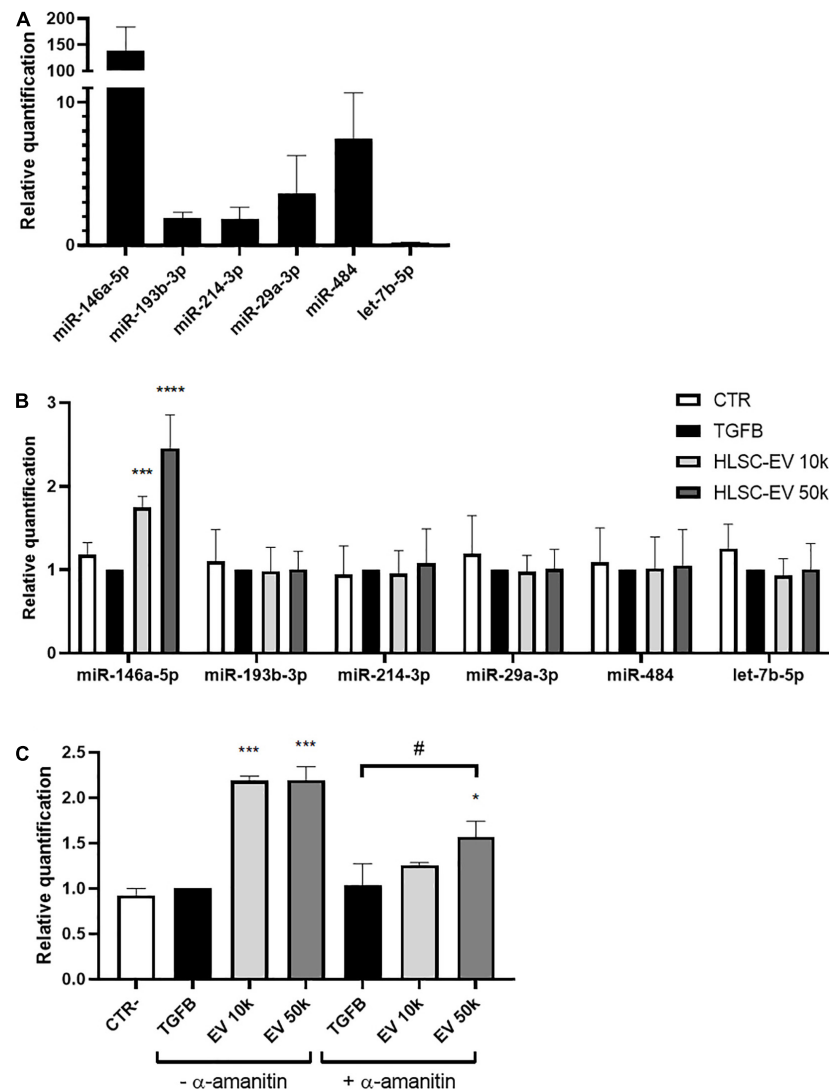 A
Relative quantification
200
150
100
10
0
miR-146a-5p
miR-193b-3p
miR-214-3p
miR-29a-3p
miR-484
let-7b-5p
B
Relative quantification
3
2
1
0
****
***
CTR
TGFB
HLSC-EV 10k
HLSC-EV 50k
miR-146a-5p miR-193b-3p miR-214-3p miR-29a-3p miR-484 let-7b-5p
C
Relative quantification
2.5
2.0
1.5
1.0
0.5
0.0
*** ***
#
*
CTR-
TGFB
EV 10k
EV 50k
TGFB
EV 10k
EV 50k
- α-amanitin + α-amanitin